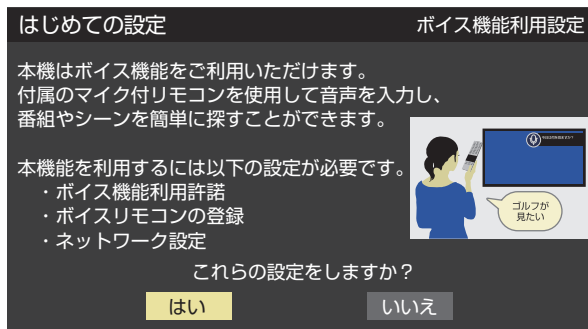 はじめての設定
ボイス機能利用設定
本機はボイス機能をご利用いただけます。
付属のマイク付リモコンを使用して音声を入力し、
番組やシーンを簡単に探すことができます。
本機能を利用するには以下の設定が必要です。
・ボイス機能利用許諾
・ボイスリモコンの登録
・ネットワーク設定
ゴルフが
見たい
これらの設定をしますか？
はい
いいえ